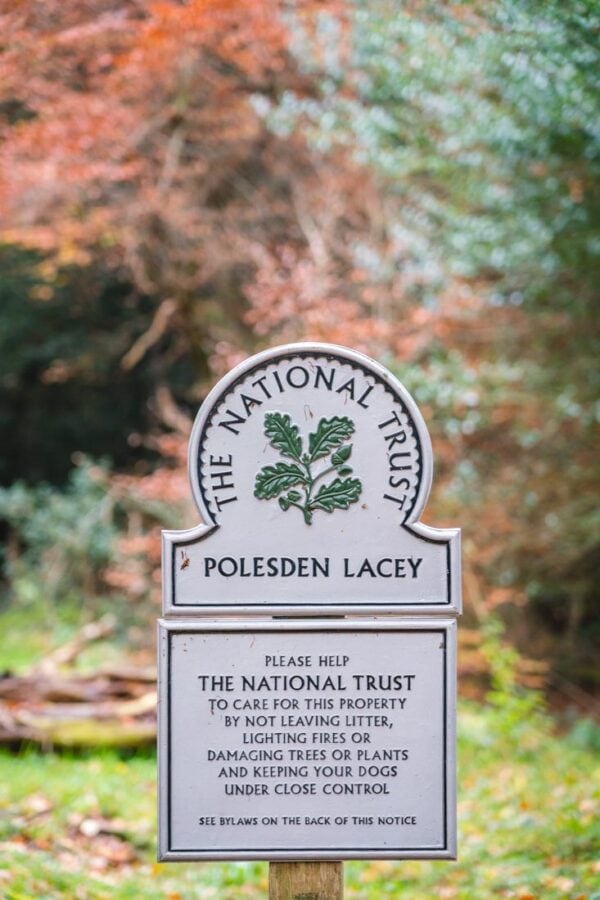 THE NATIONAL TRUST
POLESDEN LACEY
PLEASE HELP
THE NATIONAL TRUST
TO CARE FOR THIS PROPERTY
BY NOT LEAVING LITTER,
LIGHTING FIRES OR
DAMAGING TREES OR PLANTS
AND KEEPING YOUR DOGS
UNDER CLOSE CONTROL
SEE BYLAWS ON THE BACK OF THIS NOTICE